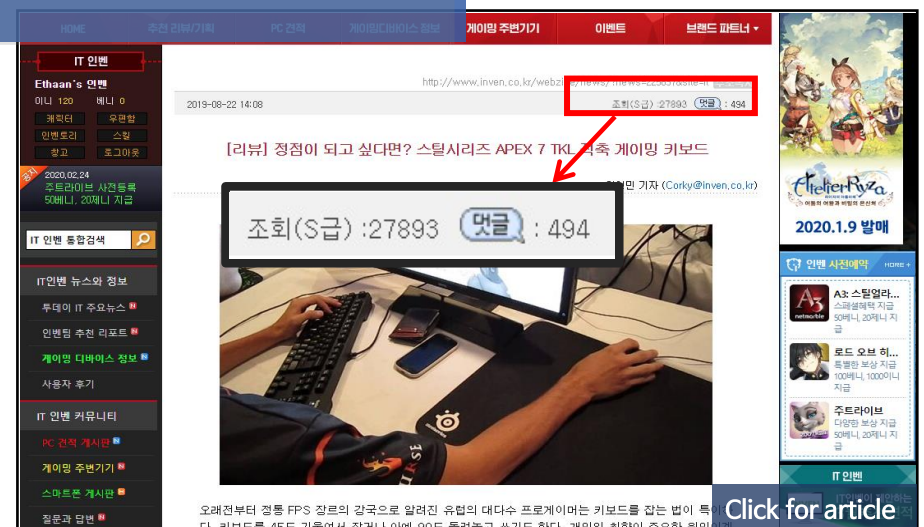 HOME
추천 리뷰/기획
PC 견적
게이밍디바이스 정보
게이밍 주변기기
이벤트
브랜드 파트너
IT 인벤
Ethaan's 인벤
이니 120 베니 0
캐릭터 우편함
인벤토리 스킬
창고 로그아웃
공지
2020.02.24
주트라이브 사전등록
50베니, 20제니 지급
IT 인벤 통합검색
IT인벤 뉴스와 정보
투데이 IT 주요뉴스
인벤팀 추천 리포트
게이밍 디바이스 정보
사용자 후기
IT 인벤 커뮤니티
PC 견적 게시판
게이밍 주변기기
스마트폰 게시판
질문과 답변
2019-08-22 14:08
조회(S급) :27893 댓글 : 494
[리뷰] 정점이 되고 싶다면? 스틸시리즈 APEX 7 TKL 적축 게이밍 키보드
기자 (Corky@inven.co.kr)
조회(S급) :27893 댓글 : 494
오래전부터 정통 FPS 장르의 강국으로 알려진 유럽의 대다수 프로게이머는 키보드를 잡는 법이
Atelier Ryza
2020.1.9 발매
인벤 사전예약 HOME +
A3
netmarble
A3: 스틸얼라...
스페셜혜택 지급
50베니, 20제니 지급
로드 오브 히...
특별한 보상 지급
100베니, 1000이니 지급
주트라이브
다양한 보상 지급
50베니, 20제니 지급
IT 인벤
Click for article